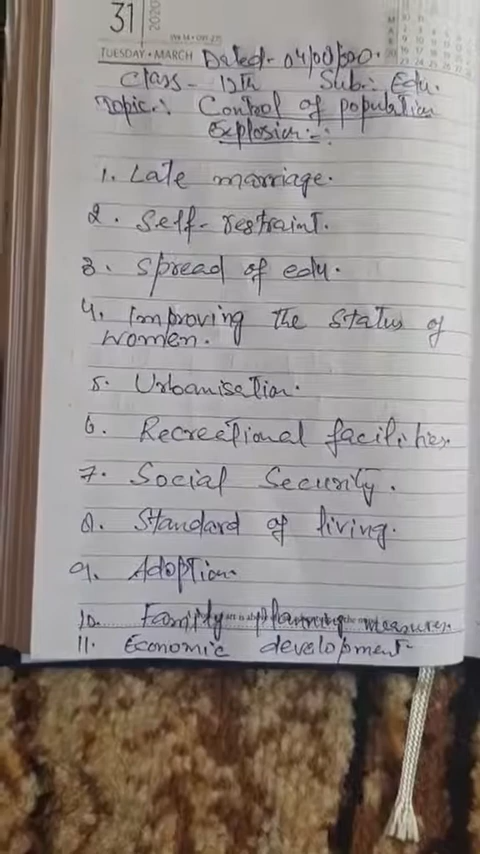 31
2020
TUESDAY • MARCH
Dated- 04/08/020.
Class - 12th Sub:- Edu.
Topic:- Control of population
Explosion:-
1. Late marriage.
2. Self-restraint.
3. Spread of edu.
4. Improving the status of
women.
5. Urbanisation.
6. Recreational facilities
7. Social Security.
8. Standard of living.
9. Adoption
10. Family planning measures.
11. Economic development